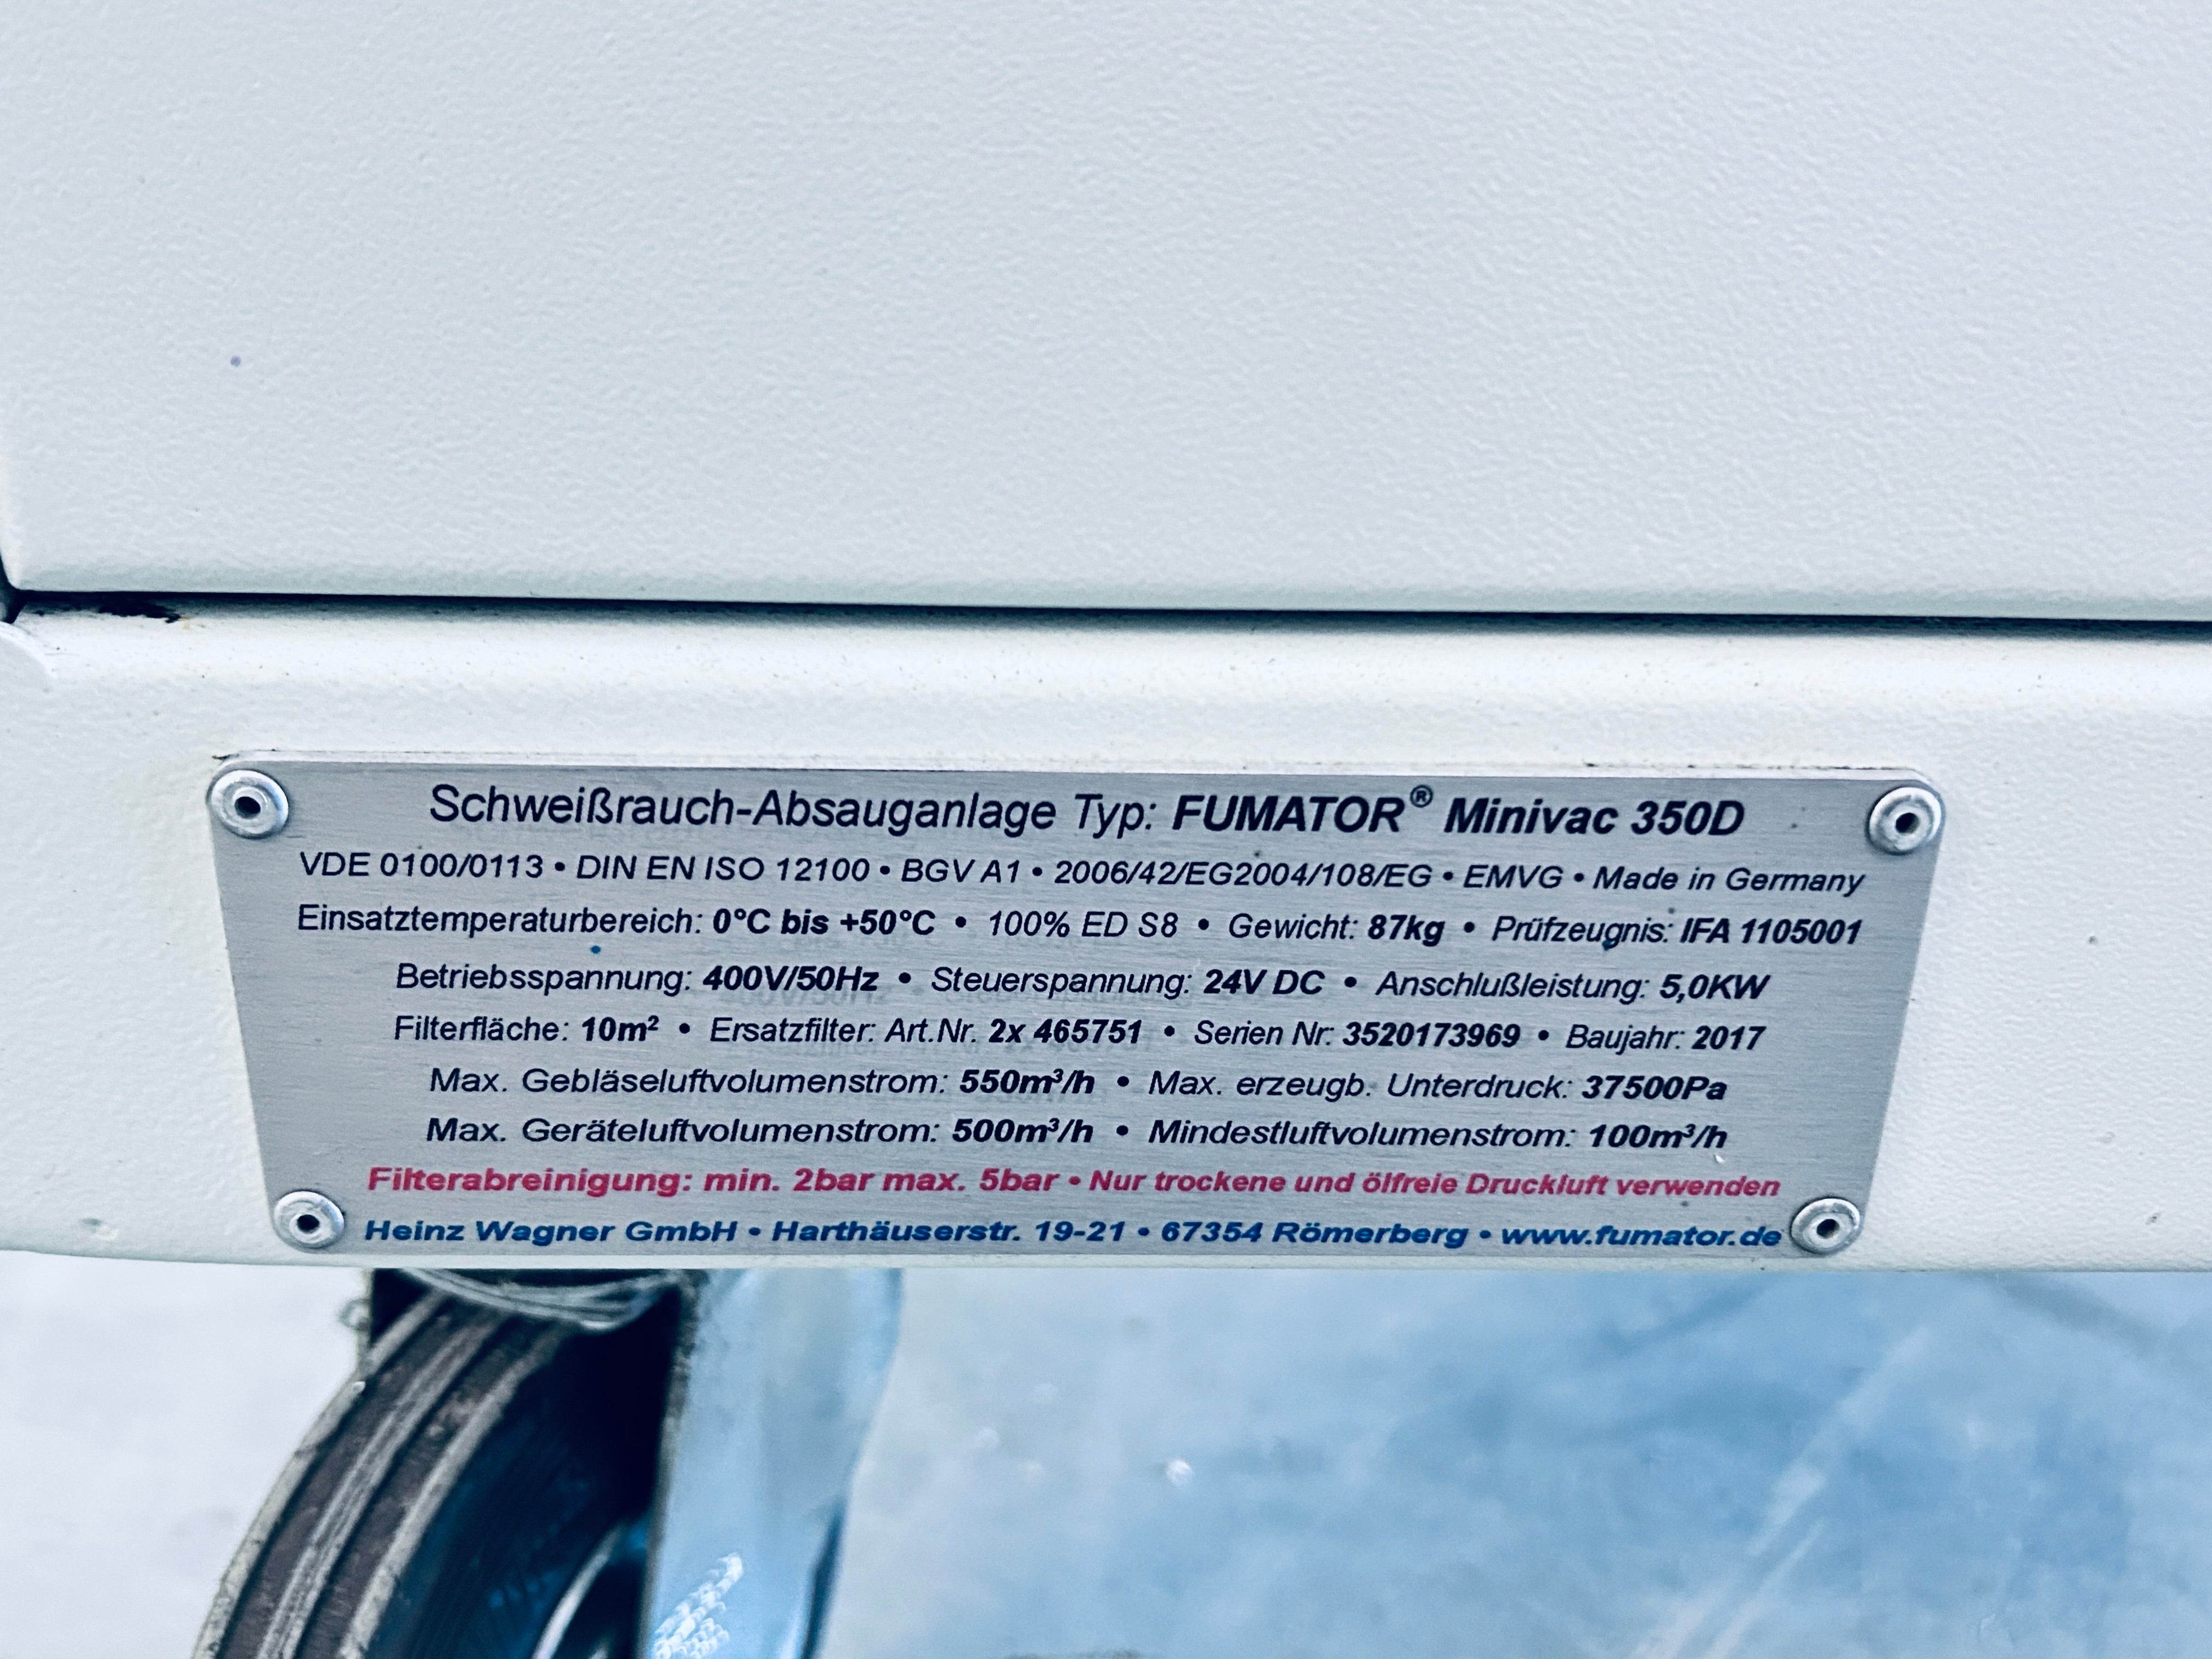 Schweißrauch-Absauganlage Typ: FUMATOR® Minivac 350D
VDE 0100/0113 • DIN EN ISO 12100 • BGV A1 • 2006/42/EG2004/108/EG • EMVG • Made in Germany
Einsatztemperaturbereich: 0°C bis +50°C • 100% ED S8 • Gewicht: 87kg • Prüfzeugnis: IFA 1105001
Betriebsspannung: 400V/50Hz • Steuerspannung: 24V DC • Anschlußleistung: 5,0KW
Filterfläche: 10m² • Ersatzfilter: Art.Nr. 2x 465751 • Serien Nr: 3520173969 • Baujahr: 2017
Max. Gebläseluftvolumenstrom: 550m³/h • Max. erzeugb. Unterdruck: 37500Pa
Max. Geräteluftvolumenstrom: 500m³/h • Mindestluftvolumenstrom: 100m³/h
Filterabreinigung: min. 2bar max. 5bar • Nur trockene und ölfreie Druckluft verwenden
Heinz Wagner GmbH • Harthäuserstr. 19-21 • 67354 Römerberg • www.fumator.de